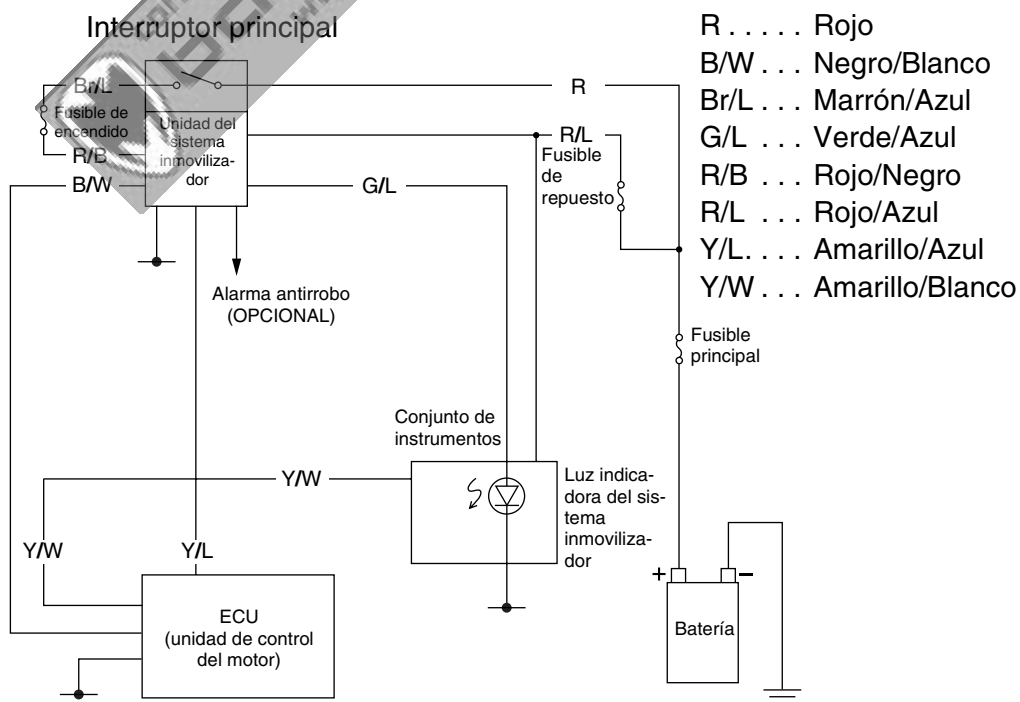 Interruptor principal
R . . . . . Rojo
B/W . . . Negro/Blanco
Br/L . . . Marrón/Azul
G/L . . . Verde/Azul
R/B . . . Rojo/Negro
R/L . . . Rojo/Azul
Y/L. . . . Amarillo/Azul
Y/W . . . Amarillo/Blanco
Br/L
R
Fusible de
encendido
Unidad del
sistema
inmoviliza-
dor
R/B
B/W
R/L
Fusible
de
repuesto
G/L
Alarma antirrobo
(OPCIONAL)
Fusible
principal
Conjunto de
instrumentos
Luz indica-
dora del sis-
tema
inmoviliza-
dor
Y/W
Y/W
Y/L
ECU
(unidad de control
del motor)
+
–
Batería